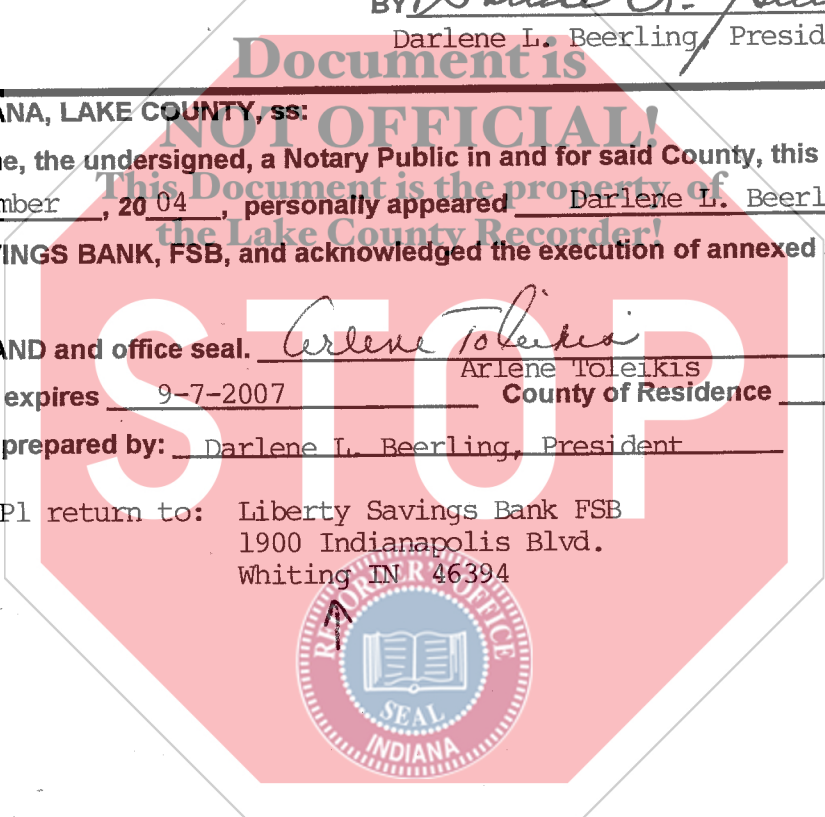 BY
Darlene L. Beerling, Presid
Document is
NOT OFFICIAL!
This Document is the property of
the Lake County Recorder!
ANA, LAKE COUNTY, ss:
e, the undersigned, a Notary Public in and for said County, this
mber , 20 04 , personally appeared Darlene L. Beerl
INGS BANK, FSB, and acknowledged the execution of annexed
AND and office seal. Arlene Toleikis
Arlene Toleikis
expires 9-7-2007 County of Residence
prepared by: Darlene L. Beerling, President
STOP
Pl return to: Liberty Savings Bank FSB
1900 Indianapolis Blvd.
Whiting IN 46394
RECORDER'S OFFICE
SEAL
INDIANA